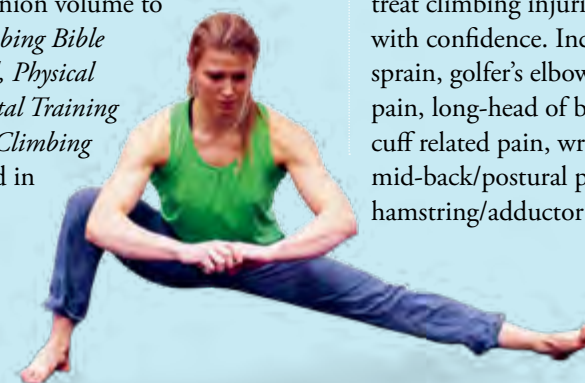 nion volume to
bing Bible
, Physical
tal Training
Climbing
d in
treat climbing injuri
with confidence. Inc
sprain, golfer's elbow
pain, long-head of b
cuff related pain, wr
mid-back/postural p
hamstring/adductor